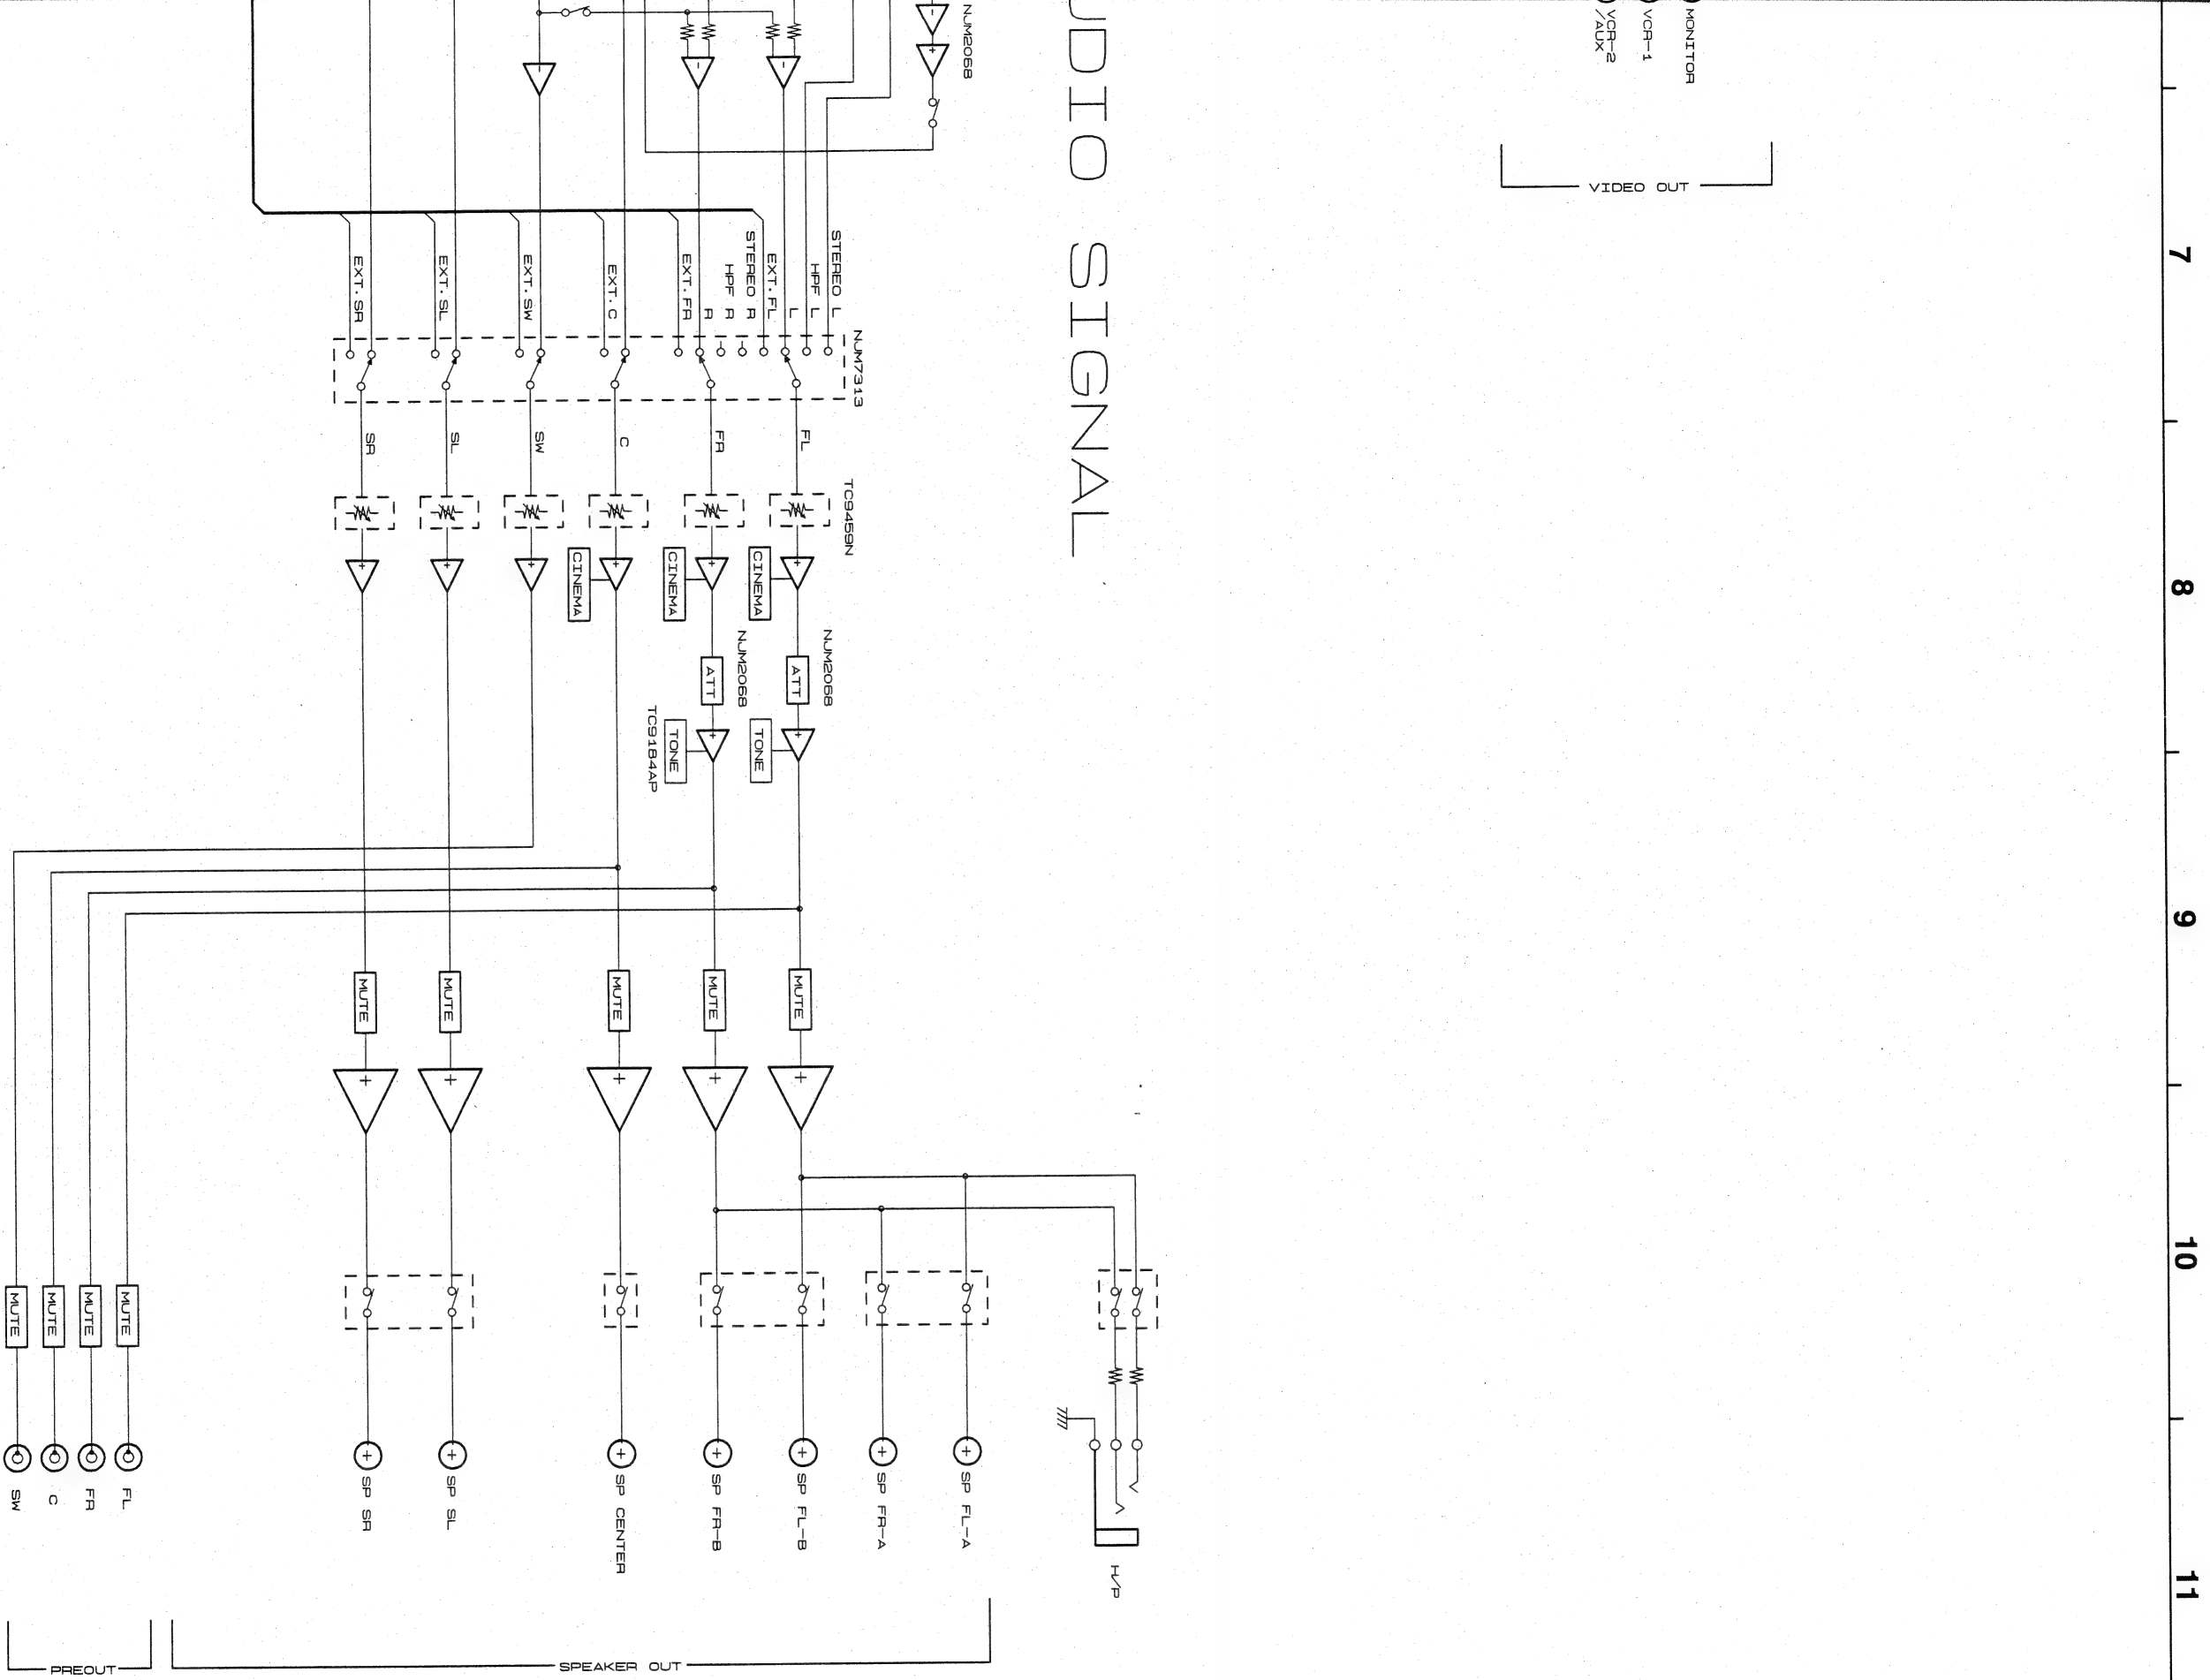 NJM2068
UDIO SIGNAL
MONITOR
VCR-1
VCR-2
/AUX
VIDEO OUT
7
8
9
10
11
STEREO L
HPF L
L
EXT.FL
STEREO R
HPF R
R
EXT.FR
EXT.C
EXT.SW
EXT.SL
EXT.SR
NJM7313
FL
FR
C
SW
SL
SR
TC9459N
CINEMA
CINEMA
CINEMA
NJM2068
NJM2068
ATT
ATT
TONE
TONE
TC9184AP
MUTE
MUTE
MUTE
MUTE
MUTE
MUTE
MUTE
MUTE
MUTE
H/P
SP FL-A
SP FR-A
SP FL-B
SP FR-B
SP CENTER
SP SL
SP SR
FL
FR
C
SW
SPEAKER OUT
PREOUT